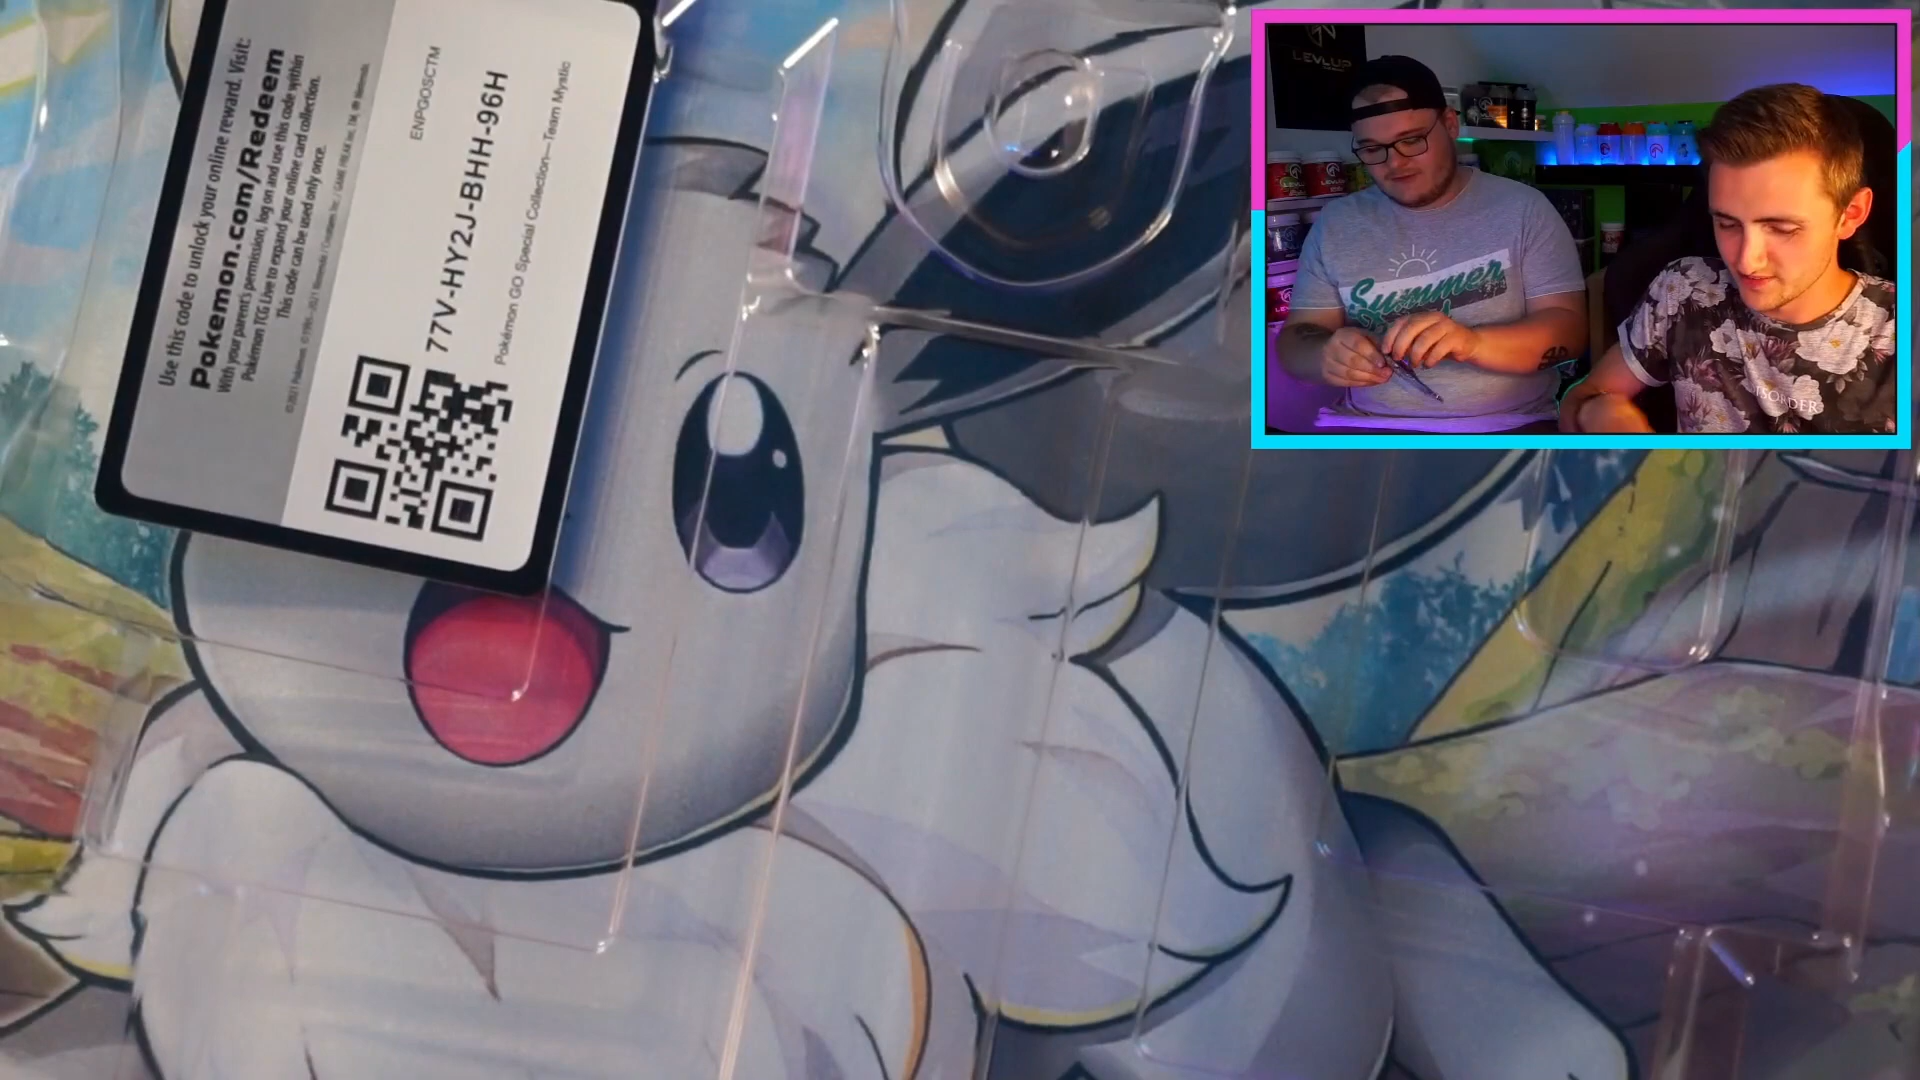 Use this code to unlock your online reward. Visit:
Pokemon.com/Redeem
With your parent's permission, log on and use this code within
Pokémon TCG Live to expand your online card collection.
This code can be used only once.
ENPGOSCTM
77V-HY2J-BHH-96H
Pokémon GO Special Collection—Team Mystic
LEVLUP
Summer
DISORDER